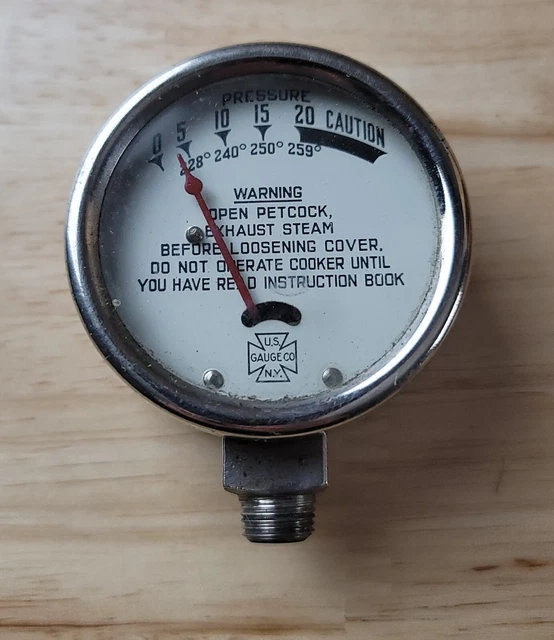 PRESSURE
0 5 10 15 20 CAUTION
228° 240° 250° 259°
WARNING
OPEN PETCOCK,
EXHAUST STEAM
BEFORE LOOSENING COVER.
DO NOT OPERATE COOKER UNTIL
YOU HAVE READ INSTRUCTION BOOK
U.S.
GAUGE CO
N.Y.